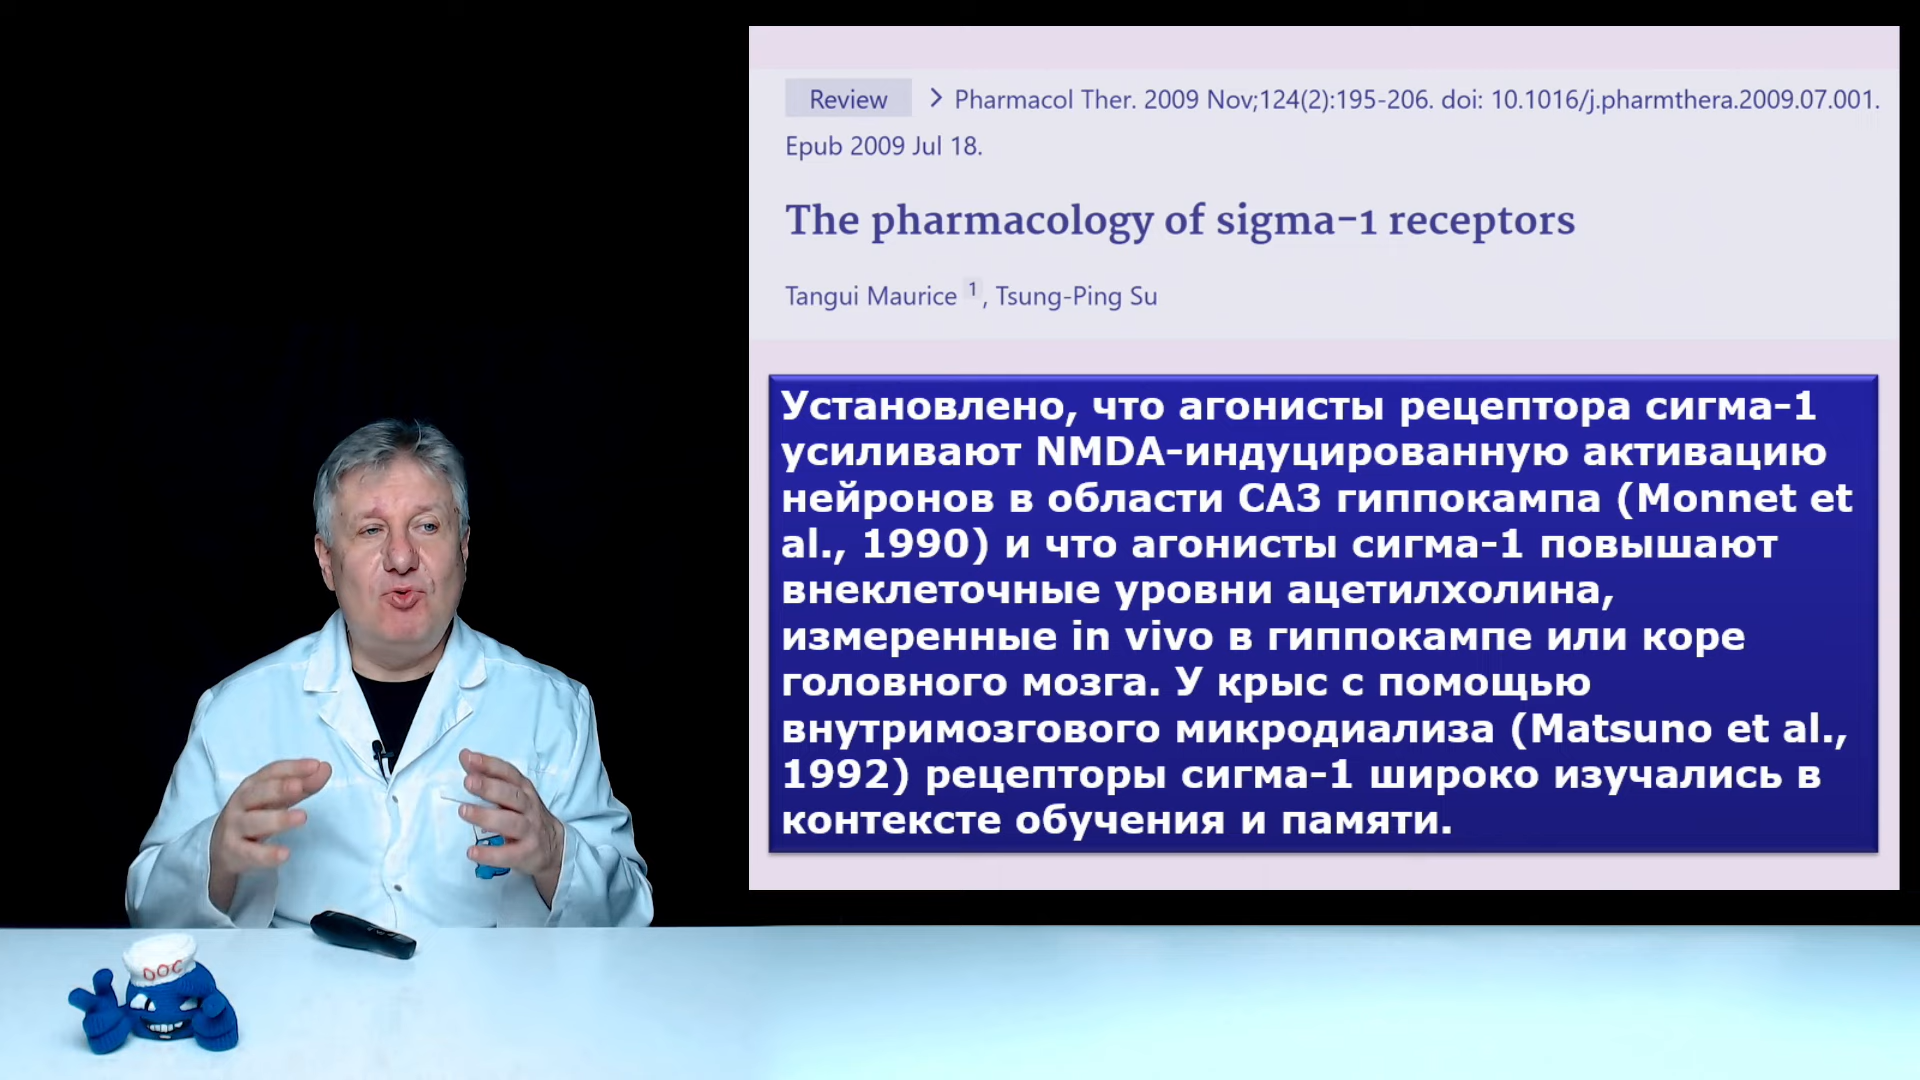 Review > Pharmacol Ther. 2009 Nov;124(2):195-206. doi: 10.1016/j.pharmthera.2009.07.001.
Epub 2009 Jul 18.
The pharmacology of sigma-1 receptors
Tangui Maurice 1, Tsung-Ping Su
Установлено, что агонисты рецептора сигма-1
усиливают NMDA-индуцированную активацию
нейронов в области CA3 гиппокампа (Monnet et
al., 1990) и что агонисты сигма-1 повышают
внеклеточные уровни ацетилхолина,
измеренные in vivo в гиппокампе или коре
головного мозга. У крыс с помощью
внутримозгового микродиализа (Matsuno et al.,
1992) рецепторы сигма-1 широко изучались в
контексте обучения и памяти.
DOC